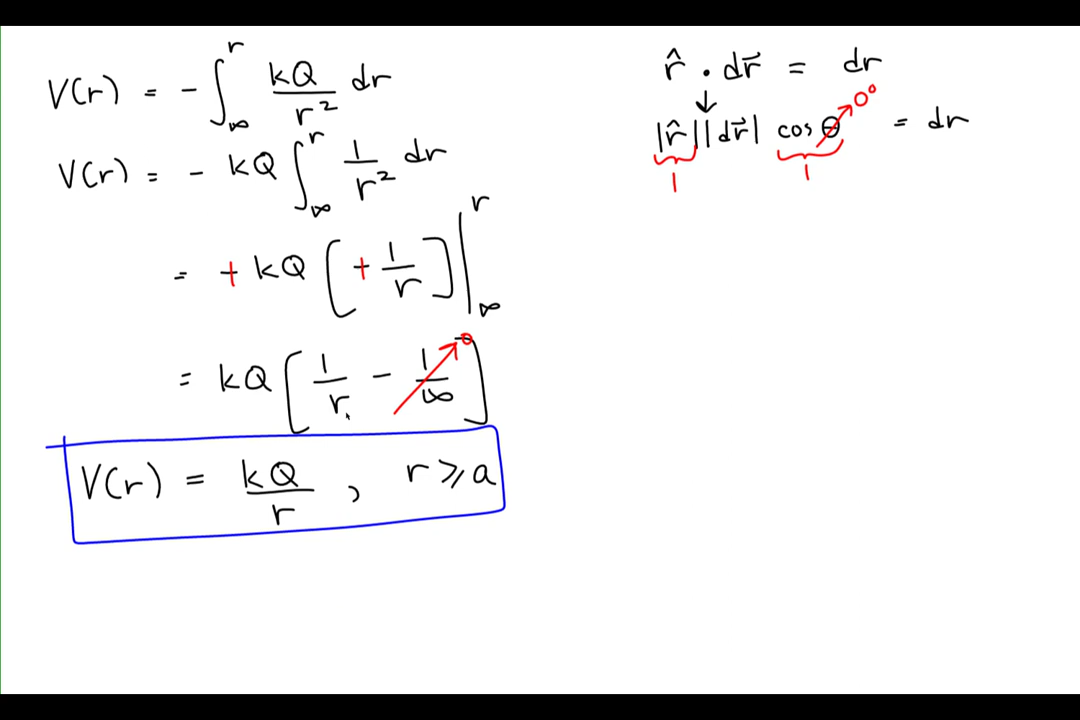 V(r) = - ∫_∞^r kQ/r² dr
V(r) = - kQ ∫_∞^r 1/r² dr
= + kQ [+ 1/r] |_∞^r
= kQ [1/r - 1/∞ → 0]
V(r) = kQ/r , r ⩾ a
r̂ · dr⃗ = dr
↓
|r̂| |dr⃗| cos θ → 0° = dr
1 1